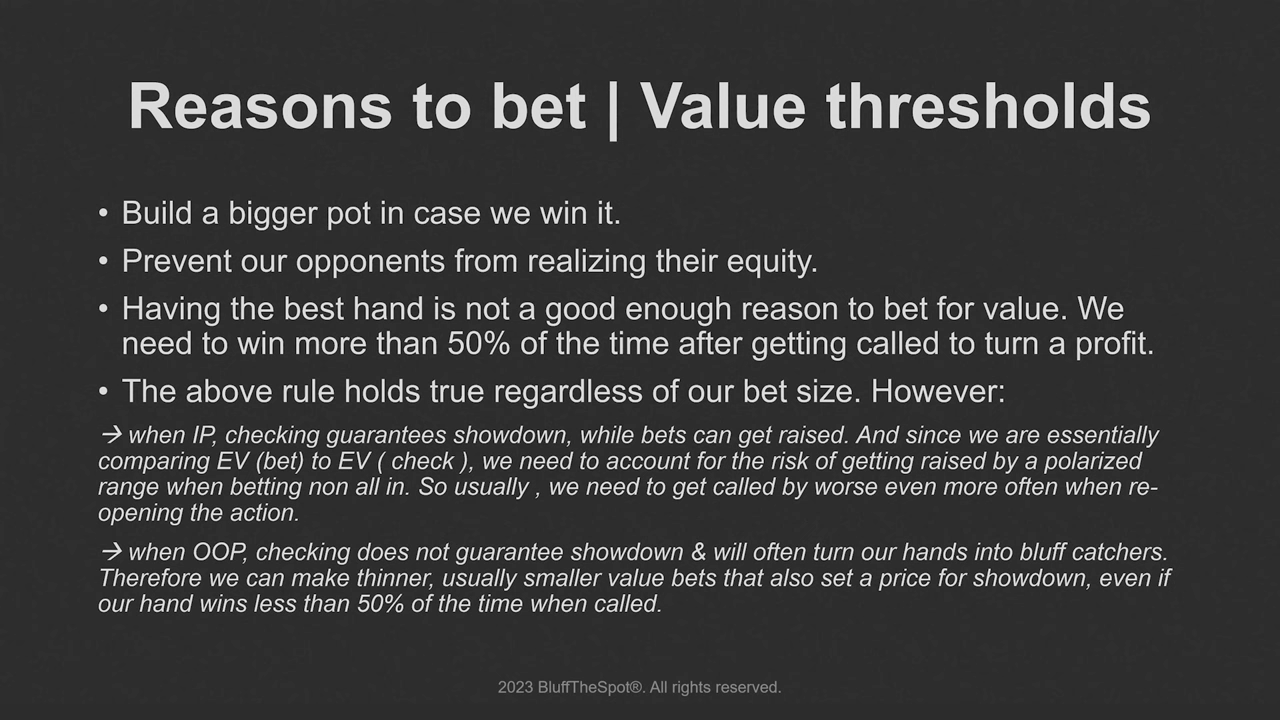 Reasons to bet | Value thresholds
• Build a bigger pot in case we win it.
• Prevent our opponents from realizing their equity.
• Having the best hand is not a good enough reason to bet for value. We
need to win more than 50% of the time after getting called to turn a profit.
• The above rule holds true regardless of our bet size. However:
→ when IP, checking guarantees showdown, while bets can get raised. And since we are essentially
comparing EV (bet) to EV ( check ), we need to account for the risk of getting raised by a polarized
range when betting non all in. So usually , we need to get called by worse even more often when re-
opening the action.
→ when OOP, checking does not guarantee showdown & will often turn our hands into bluff catchers.
Therefore we can make thinner, usually smaller value bets that also set a price for showdown, even if
our hand wins less than 50% of the time when called.
2023 BluffTheSpot®. All rights reserved.